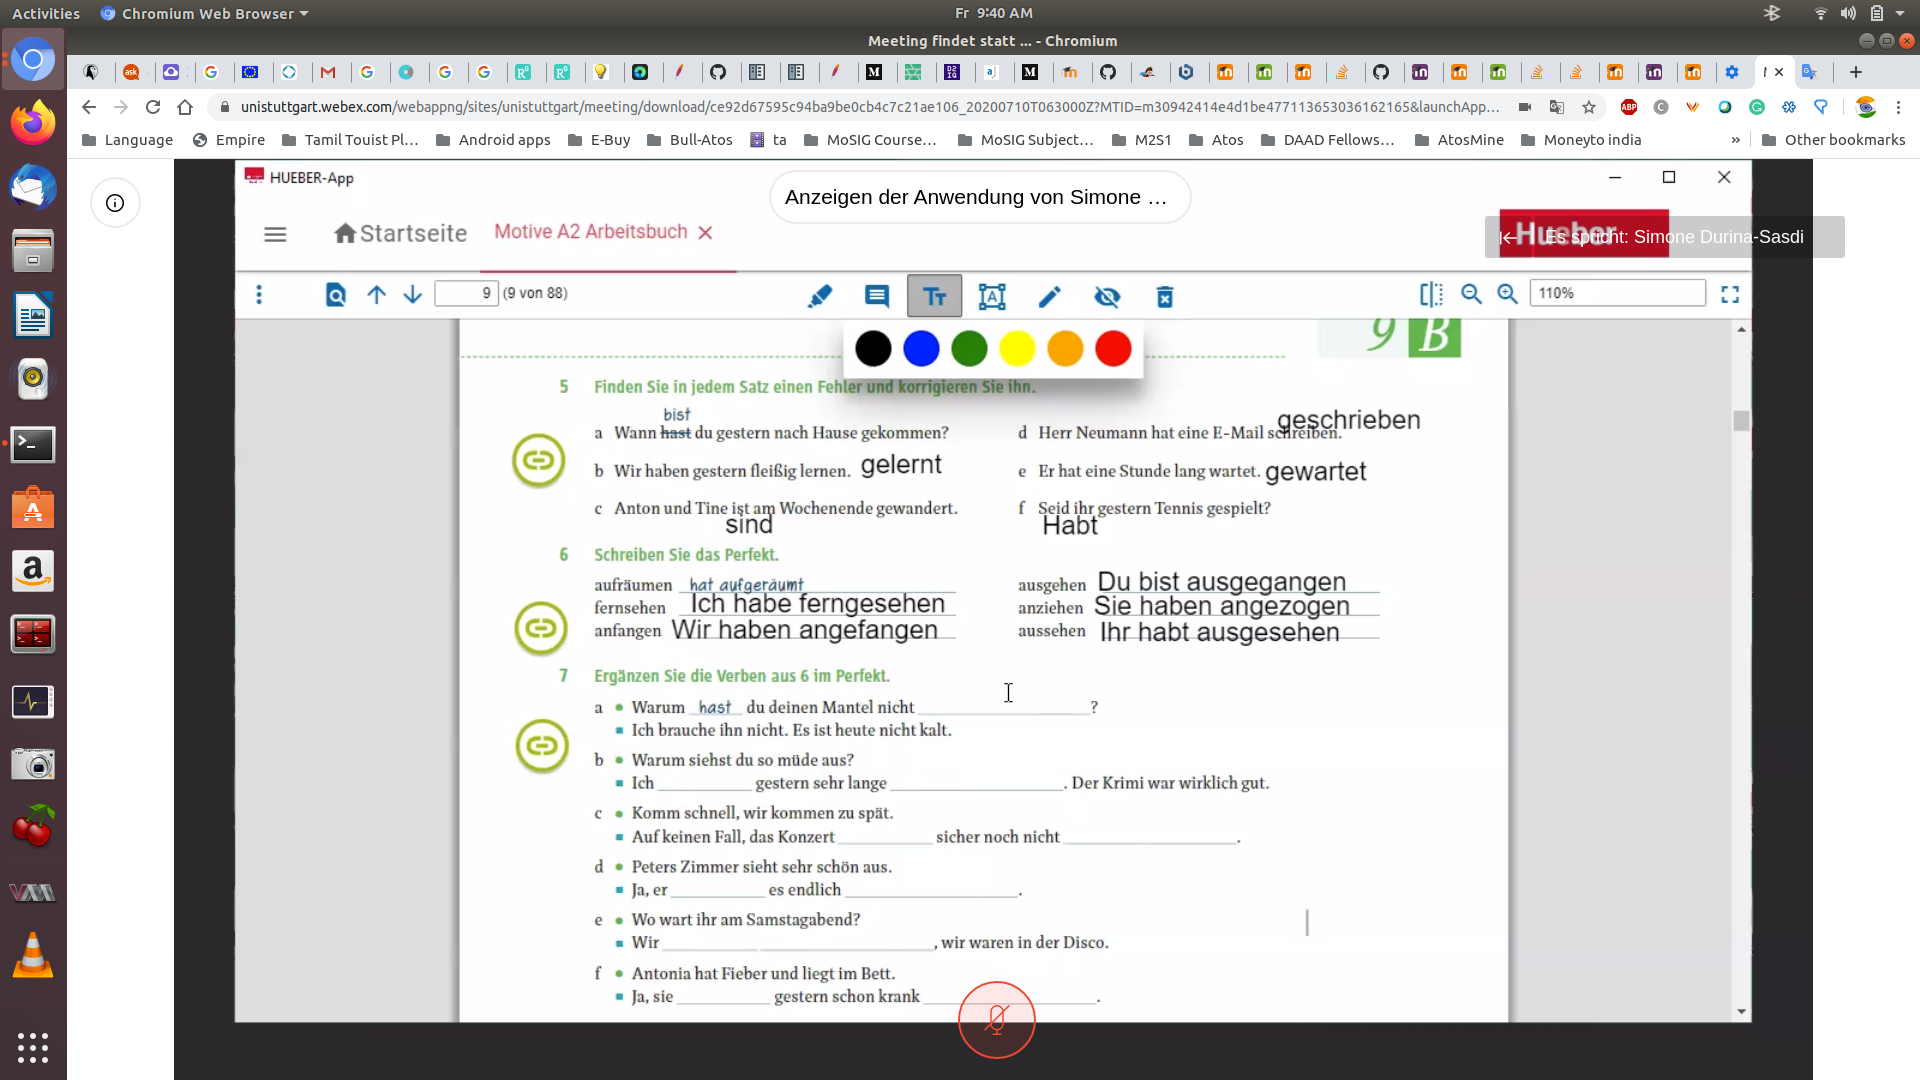 Activities Chromium Web Browser Fr 9:40 AM
Meeting findet statt ... - Chromium
unistuttgart.webex.com/webappng/sites/unistuttgart/meeting/download/ce92d67595c94ba9be0cb4c7c21ae106_20200710T063000Z?MTID=m30942414e4d1be477113653036162165&launchApp...
Language Empire Tamil Touist Pl... Android apps E-Buy Bull-Atos ta MoSIG Course... MoSIG Subject... M2S1 Atos DAAD Fellows... AtosMine Moneyto india » Other bookmarks
HUEBER-App
Anzeigen der Anwendung von Simone ...
Startseite Motive A2 Arbeitsbuch
Hueber
Es spricht: Simone Durina-Sasdi
9 (9 von 88) 110%
9 B
5 Finden Sie in jedem Satz einen Fehler und korrigieren Sie ihn.
bist
a Wann hast du gestern nach Hause gekommen?
b Wir haben gestern fleißig lernen. gelernt
c Anton und Tine ist am Wochenende gewandert.
sind
geschrieben
d Herr Neumann hat eine E-Mail schreiben.
e Er hat eine Stunde lang wartet. gewartet
f Seid ihr gestern Tennis gespielt?
Habt
6 Schreiben Sie das Perfekt.
aufräumen hat aufgeräumt
fernsehen Ich habe ferngesehen
anfangen Wir haben angefangen
ausgehen Du bist ausgegangen
anziehen Sie haben angezogen
aussehen Ihr habt ausgesehen
7 Ergänzen Sie die Verben aus 6 im Perfekt.
a Warum hast du deinen Mantel nicht ?
Ich brauche ihn nicht. Es ist heute nicht kalt.
b Warum siehst du so müde aus?
Ich gestern sehr lange . Der Krimi war wirklich gut.
c Komm schnell, wir kommen zu spät.
Auf keinen Fall, das Konzert sicher noch nicht .
d Peters Zimmer sieht sehr schön aus.
Ja, er es endlich .
e Wo wart ihr am Samstagabend?
Wir , wir waren in der Disco.
f Antonia hat Fieber und liegt im Bett.
Ja, sie gestern schon krank .